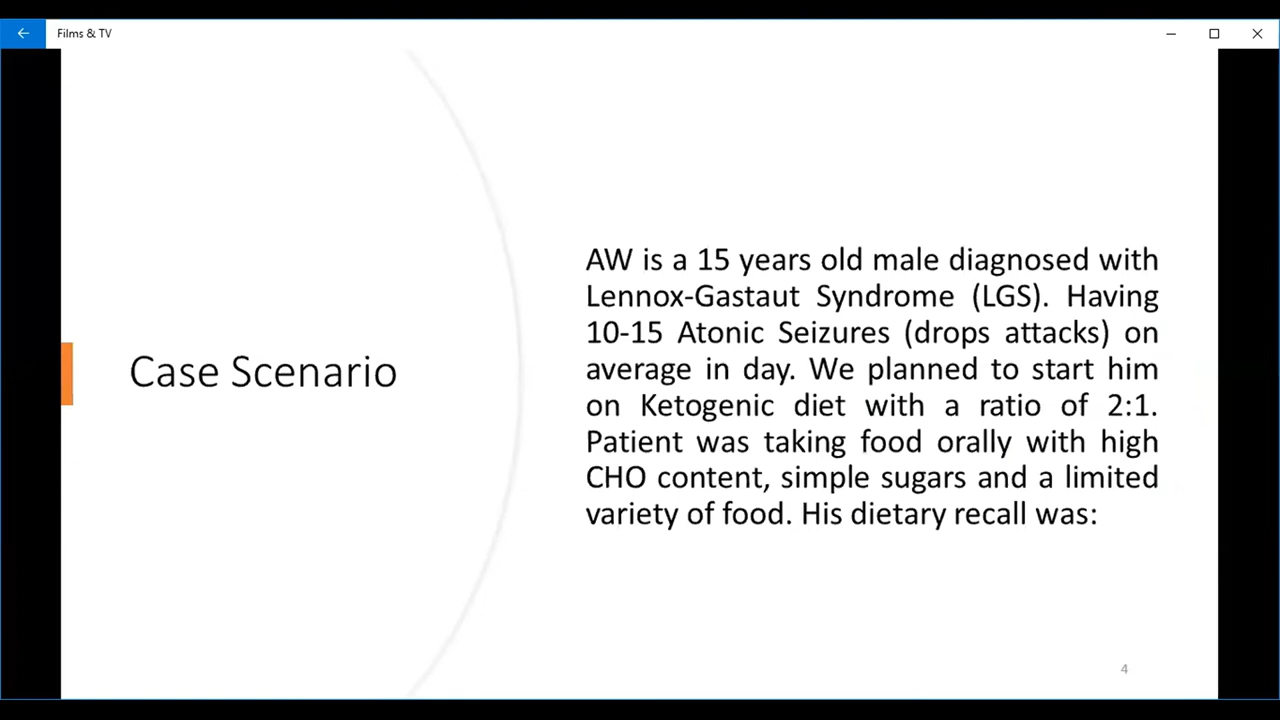 Films & TV
Case Scenario
AW is a 15 years old male diagnosed with
Lennox-Gastaut Syndrome (LGS). Having
10-15 Atonic Seizures (drops attacks) on
average in day. We planned to start him
on Ketogenic diet with a ratio of 2:1.
Patient was taking food orally with high
CHO content, simple sugars and a limited
variety of food. His dietary recall was:
4